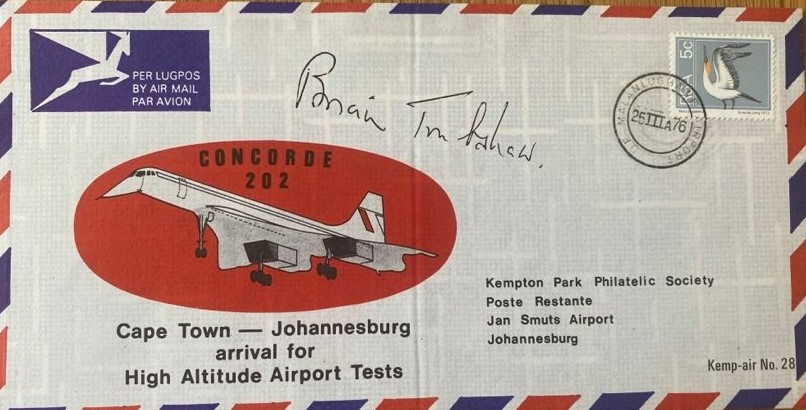 PER LUGPOS
BY AIR MAIL
PAR AVION
Brian Trubshaw.
5c
RSA
26 III A 76
D.F. MALANLUGHAWE AIRPORT
CONCORDE
202
Cape Town — Johannesburg
arrival for
High Altitude Airport Tests
Kempton Park Philatelic Society
Poste Restante
Jan Smuts Airport
Johannesburg
Kemp-air No. 28